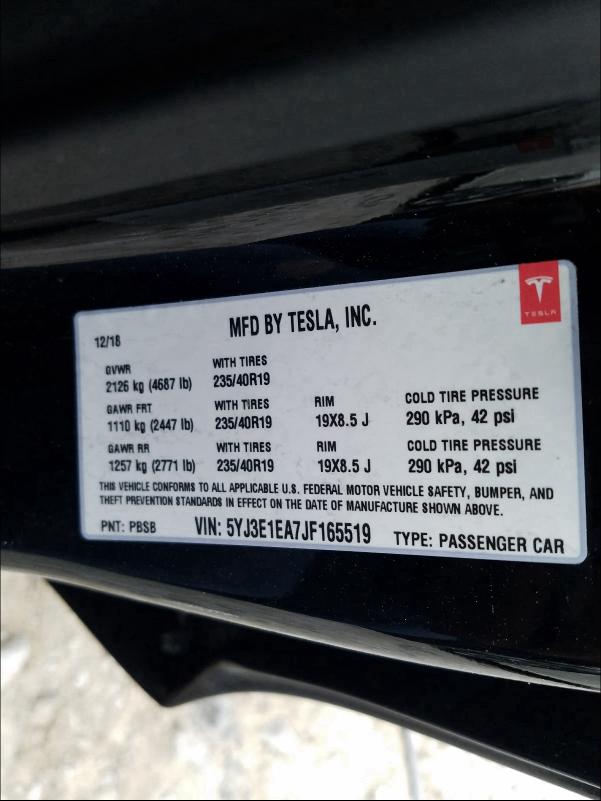 TESLA
MFD BY TESLA, INC.
12/18
GVWR WITH TIRES
2126 kg (4687 lb) 235/40R19
GAWR FRT WITH TIRES RIM COLD TIRE PRESSURE
1110 kg (2447 lb) 235/40R19 19X8.5 J 290 kPa, 42 psi
GAWR RR WITH TIRES RIM COLD TIRE PRESSURE
1257 kg (2771 lb) 235/40R19 19X8.5 J 290 kPa, 42 psi
THIS VEHICLE CONFORMS TO ALL APPLICABLE U.S. FEDERAL MOTOR VEHICLE SAFETY, BUMPER, AND
THEFT PREVENTION STANDARDS IN EFFECT ON THE DATE OF MANUFACTURE SHOWN ABOVE.
PNT: PBSB VIN: 5YJ3E1EA7JF165519 TYPE: PASSENGER CAR